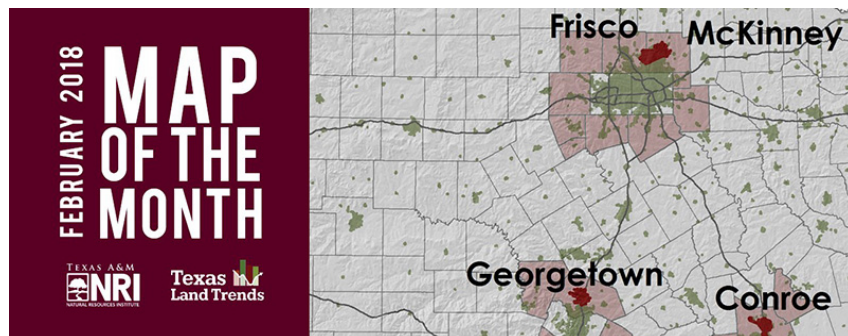 FEBRUARY 2018
MAP
OF THE
MONTH
TEXAS A&M
NRI
NATURAL RESOURCES INSTITUTE
Texas
Land Trends
Frisco
McKinney
Georgetown
Conroe